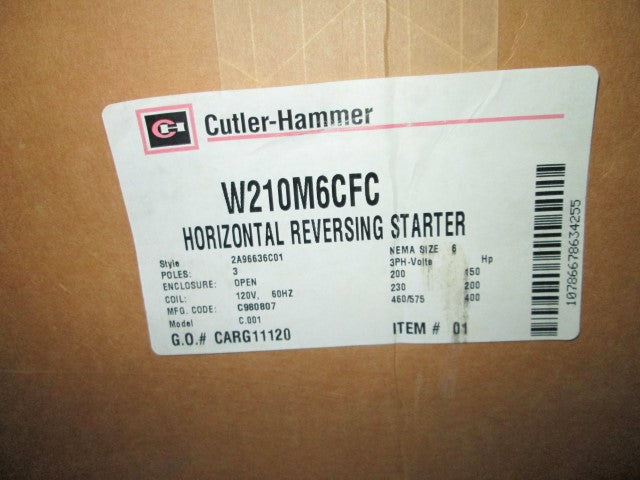 CH Cutler-Hammer
W210M6CFC
HORIZONTAL REVERSING STARTER
Style 2A96636C01
POLES: 3
ENCLOSURE: OPEN
COIL: 120V, 60HZ
MFG. CODE: C980807
Model C.001
G.O.# CARG11120
NEMA SIZE 6
3PH-Volts Hp
200 150
230 200
460/575 400
ITEM # 01
10786678634255